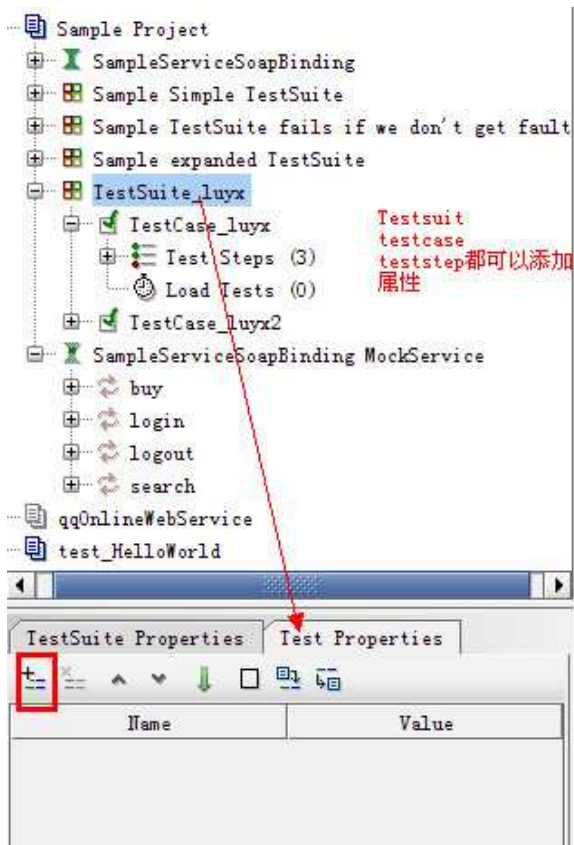 Sample Project
SampleServiceSoapBinding
Sample Simple TestSuite
Sample TestSuite fails if we don't get fault
Sample expanded TestSuite
TestSuite_luyx
TestCase_luyx
Testsuit
testcase
teststep都可以添加
属性
Test Steps (3)
Load Tests (0)
TestCase_luyx2
SampleServiceSoapBinding MockService
buy
login
logout
search
qqOnlineWebService
test_HelloWorld
TestSuite Properties Test Properties
Name Value